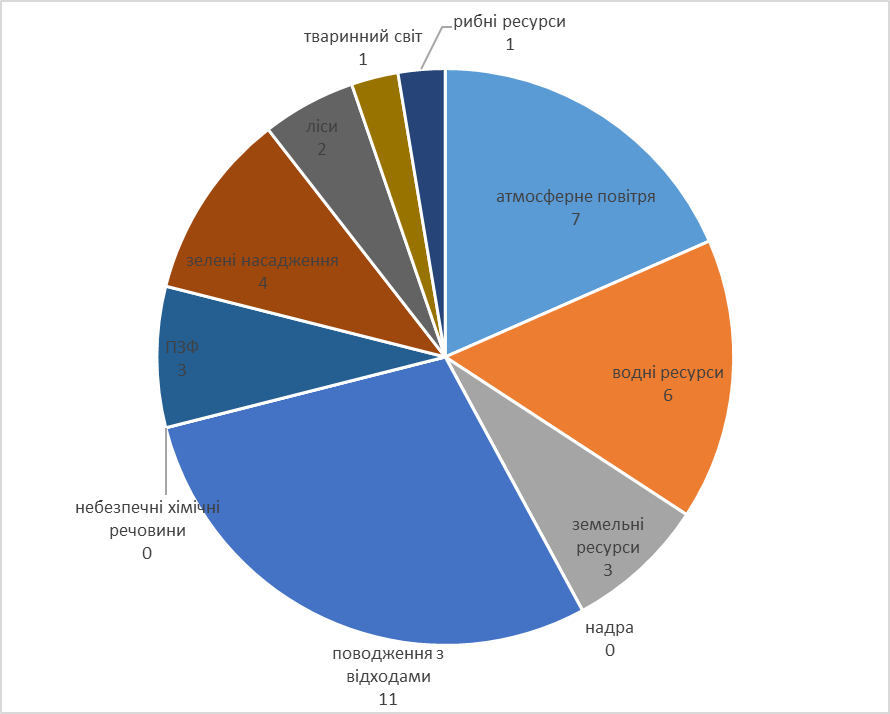 рибні ресурси
1
тваринний світ
1
ліси
2
атмосферне повітря
7
зелені насадження
4
ПЗФ
3
водні ресурси
6
небезпечні хімічні
речовини
0
земельні
ресурси
3
надра
0
поводження з
відходами
11